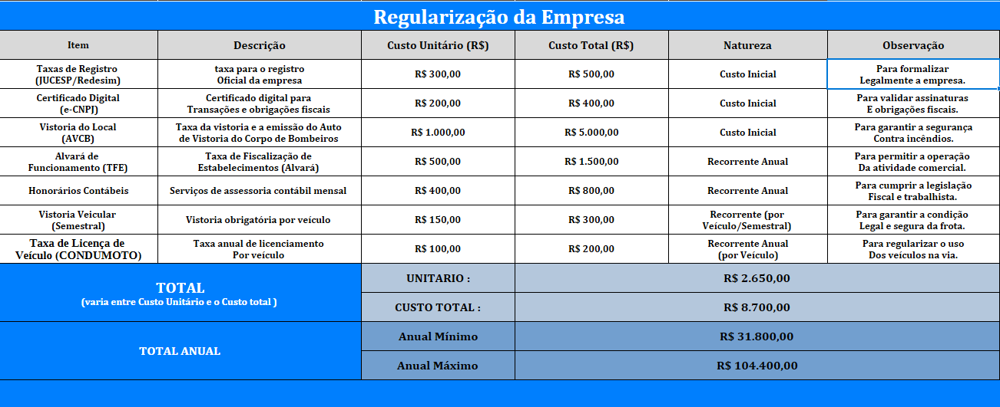 Regularização da Empresa
Item
Descrição
Custo Unitário (R$)
Custo Total (R$)
Natureza
Observação
Taxas de Registro
(JUCESP/Redesim)
taxa para o registro
Oficial da empresa
R$ 300,00
R$ 500,00
Custo Inicial
Para formalizar
Legalmente a empresa.
Certificado Digital
(e-CNPJ)
Certificado digital para
Transações e obrigações fiscais
R$ 200,00
R$ 400,00
Custo Inicial
Para validar assinaturas
E obrigações fiscais.
Vistoria do Local
(AVCB)
Taxa da vistoria e a emissão do Auto
de Vistoria do Corpo de Bombeiros
R$ 1.000,00
R$ 5.000,00
Custo Inicial
Para garantir a segurança
Contra incêndios.
Alvará de
Funcionamento (TFE)
Taxa de Fiscalização de
Estabelecimentos (Alvará)
R$ 500,00
R$ 1.500,00
Recorrente Anual
Para permitir a operação
Da atividade comercial.
Honorários Contábeis
Serviços de assessoria contábil mensal
R$ 400,00
R$ 800,00
Recorrente Anual
Para cumprir a legislação
Fiscal e trabalhista.
Vistoria Veicular
(Semestral)
Vistoria obrigatória por veículo
R$ 150,00
R$ 300,00
Recorrente (por
Veículo/Semestral)
Para garantir a condição
Legal e segura da frota.
Taxa de Licença de
Veículo (CONDUMOTO)
Taxa anual de licenciamento
Por veículo
R$ 100,00
R$ 200,00
Recorrente Anual
(por Veículo)
Para regularizar o uso
Dos veículos na via.
TOTAL
(varia entre Custo Unitário e o Custo total )
UNITARIO :
R$ 2.650,00
CUSTO TOTAL :
R$ 8.700,00
TOTAL ANUAL
Anual Mínimo
R$ 31.800,00
Anual Máximo
R$ 104.400,00